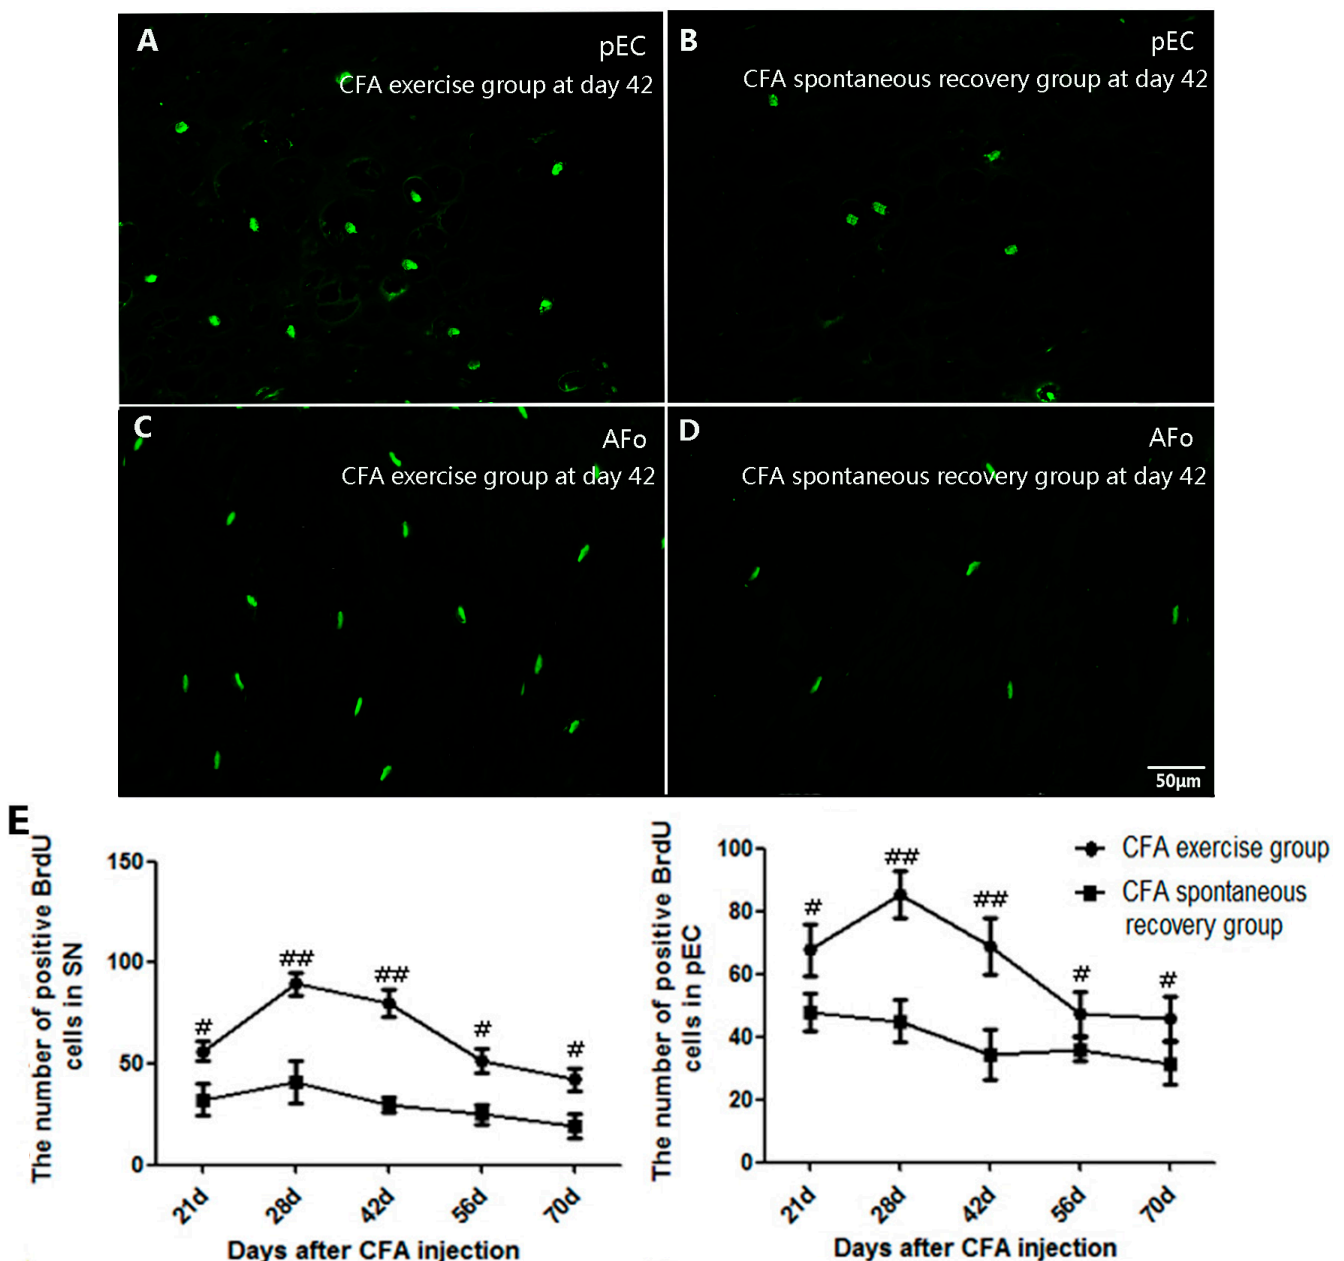 A
pEC
CFA exercise group at day 42
B
pEC
CFA spontaneous recovery group at day 42
C
AFo
CFA exercise group at day 42
D
AFo
CFA spontaneous recovery group at day 42
50μm
E
The number of positive BrdU
cells in SN
150
100
50
0
#
##
##
#
#
21d
28d
42d
56d
70d
Days after CFA injection
The number of positive BrdU
cells in pEC
100
80
60
40
20
0
#
##
##
#
#
21d
28d
42d
56d
70d
Days after CFA injection
CFA exercise group
CFA spontaneous
recovery group